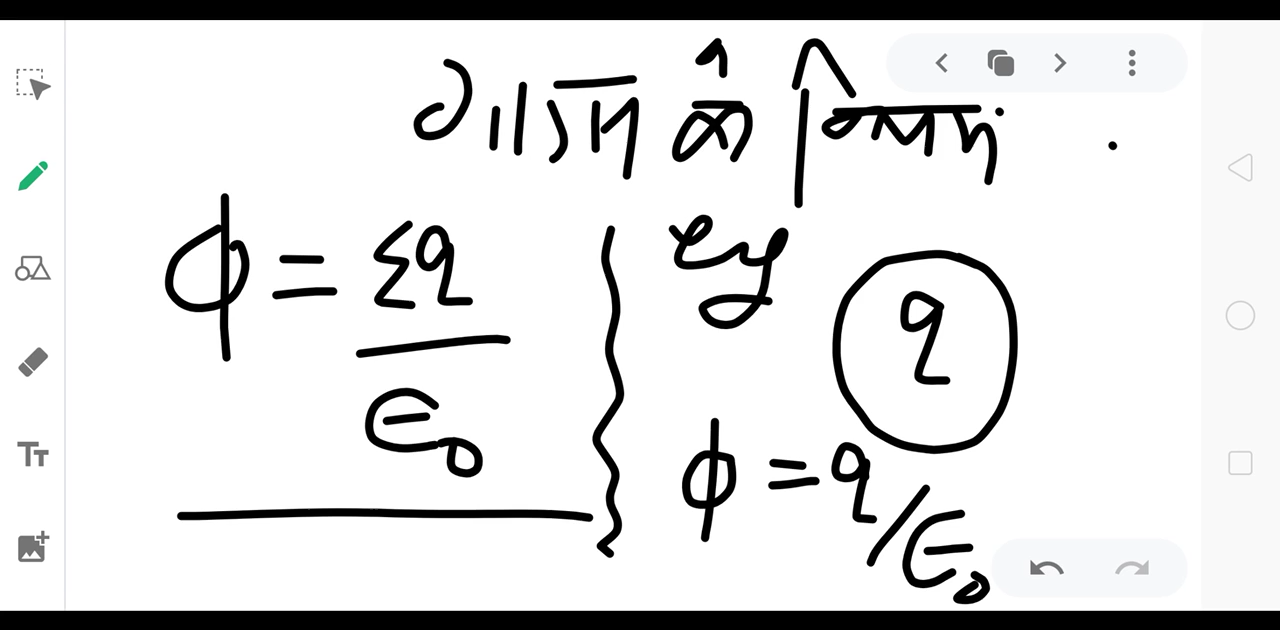 गाउस के नियम
ϕ = Σq / ϵ₀
eg
q
ϕ = q/ϵ₀